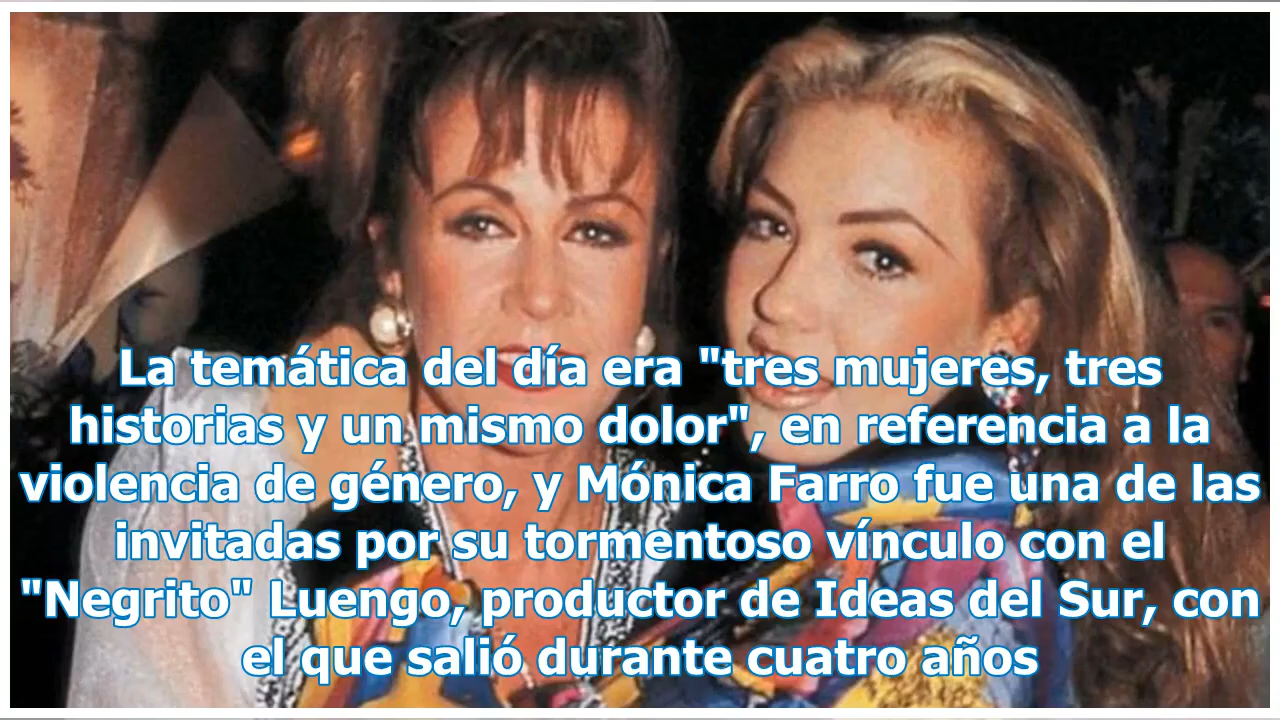 La temática del día era "tres mujeres, tres
historias y un mismo dolor", en referencia a la
violencia de género, y Mónica Farro fue una de las
invitadas por su tormentoso vínculo con el
"Negrito" Luengo, productor de Ideas del Sur, con
el que salió durante cuatro años